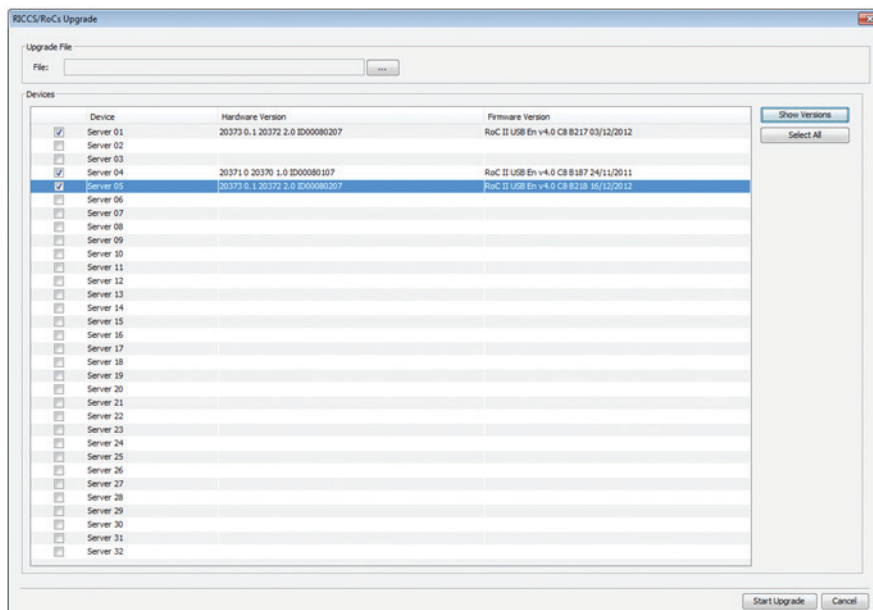 RICCS/RoCs Upgrade
Upgrade File
File:
...
Devices
Device Hardware Version Firmware Version
Show Versions
Server 01 20373 0.1 20372 2.0 ID00080207 RoC II USB En v4.0 C8 B217 03/12/2012
Select All
Server 02
Server 03
Server 04 20371 0 20370 1.0 ID00080107 RoC II USB En v4.0 C8 B187 24/11/2011
Server 05 20373 0.1 20372 2.0 ID00080207 RoC II USB En v4.0 C8 B218 16/12/2012
Server 06
Server 07
Server 08
Server 09
Server 10
Server 11
Server 12
Server 13
Server 14
Server 15
Server 16
Server 17
Server 18
Server 19
Server 20
Server 21
Server 22
Server 23
Server 24
Server 25
Server 26
Server 27
Server 28
Server 29
Server 30
Server 31
Server 32
Start Upgrade Cancel